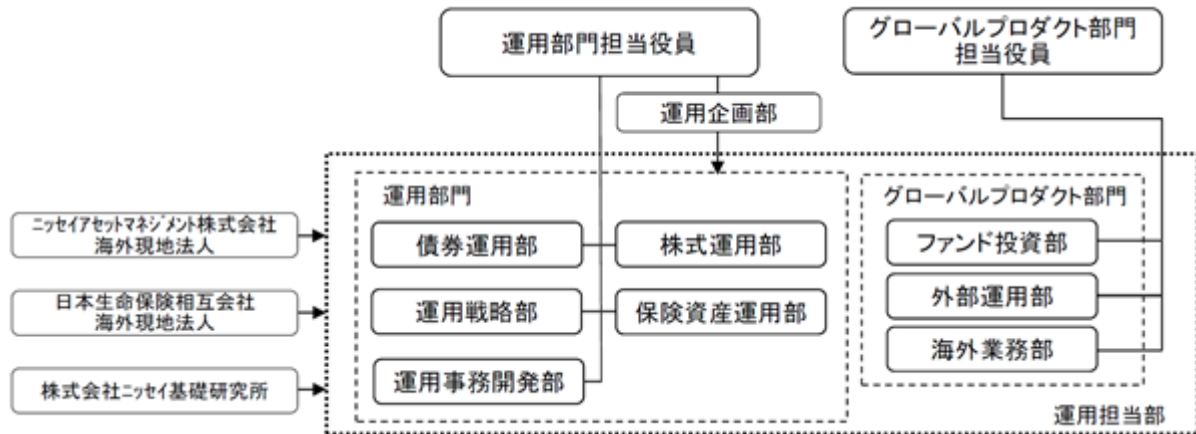 運用部門担当役員
グローバルプロダクト部門
担当役員
運用企画部
運用部門
グローバルプロダクト部門
ニッセイアセットマネジメント株式会社
海外現地法人
債券運用部
株式運用部
ファンド投資部
日本生命保険相互会社
海外現地法人
運用戦略部
保険資産運用部
外部運用部
海外業務部
株式会社ニッセイ基礎研究所
運用事務開発部
運用担当部